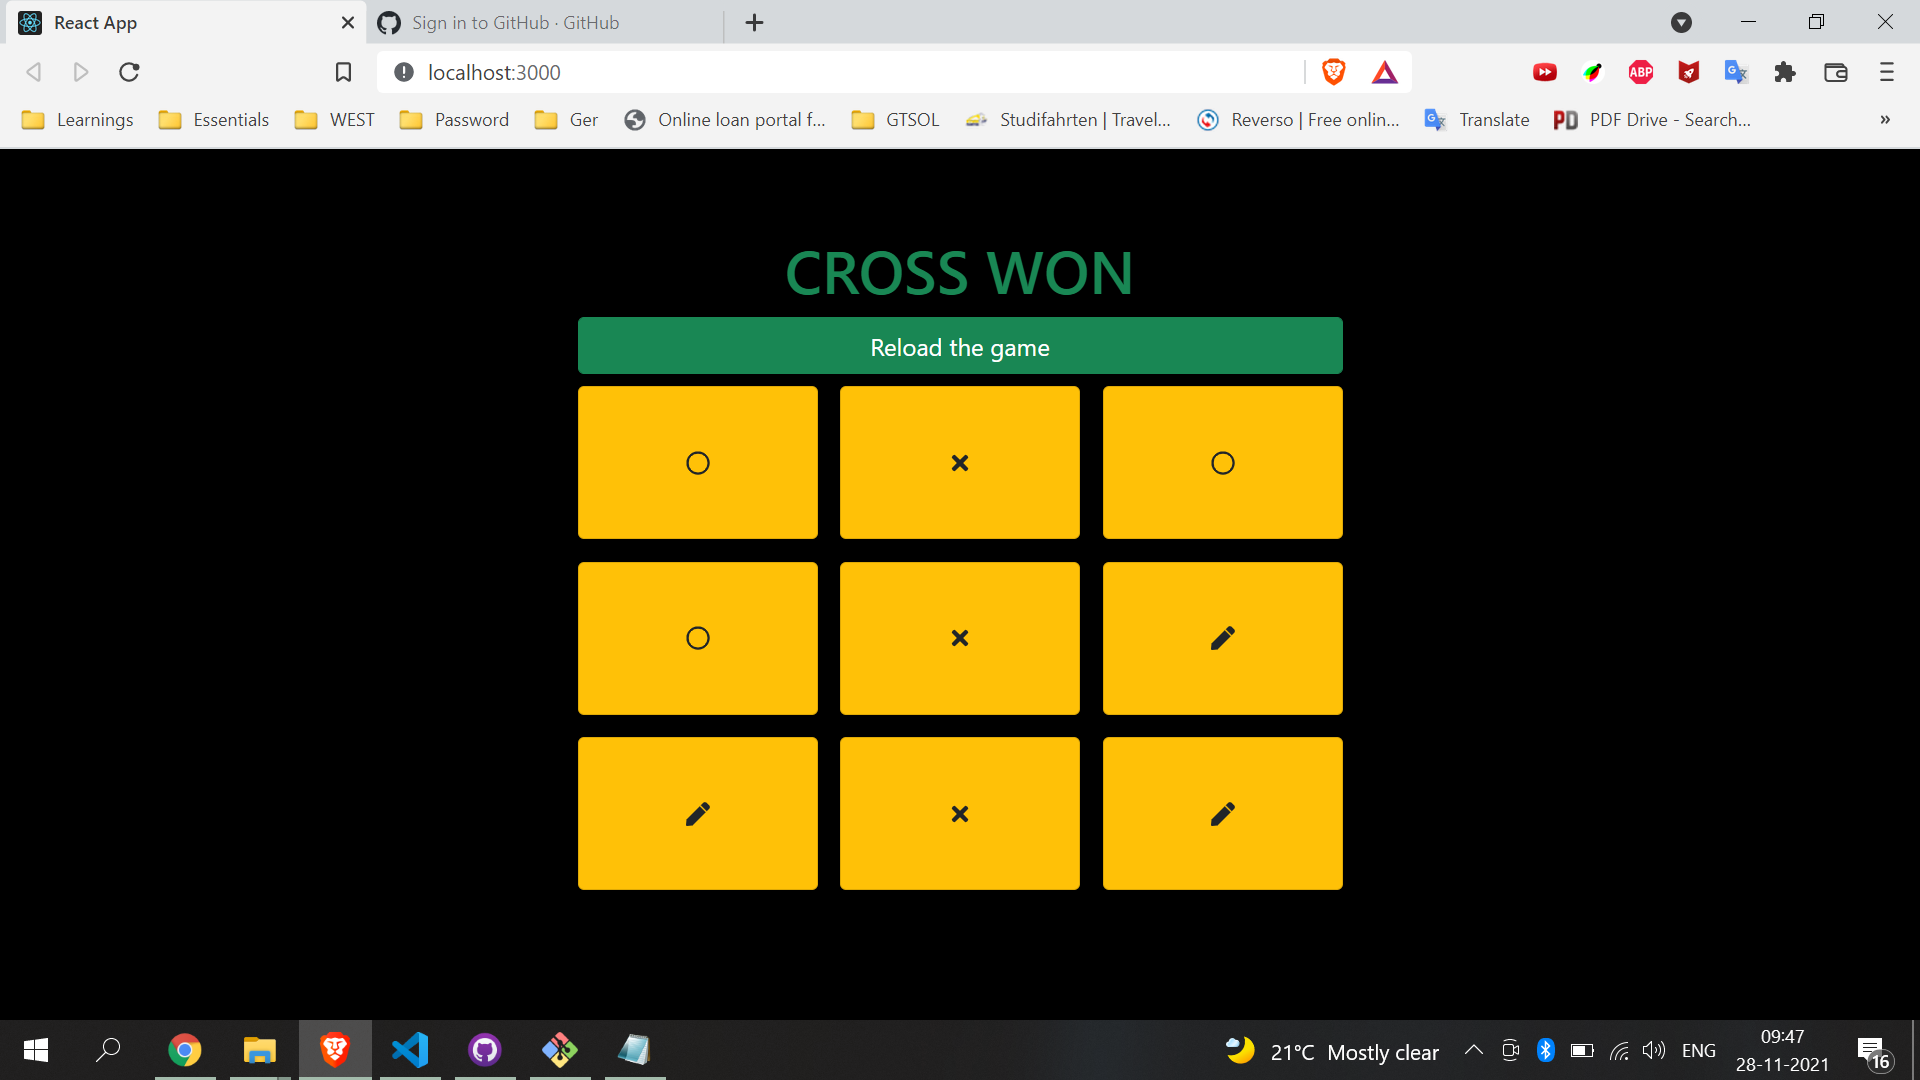 React App
Sign in to GitHub · GitHub
localhost:3000
ABP
Learnings
Essentials
WEST
Password
Ger
Online loan portal f...
GTSOL
Studifahrten | Travel...
Reverso | Free onlin...
Translate
PD
PDF Drive - Search...
»
CROSS WON
Reload the game
21°C Mostly clear
ENG
09:47
28-11-2021
16